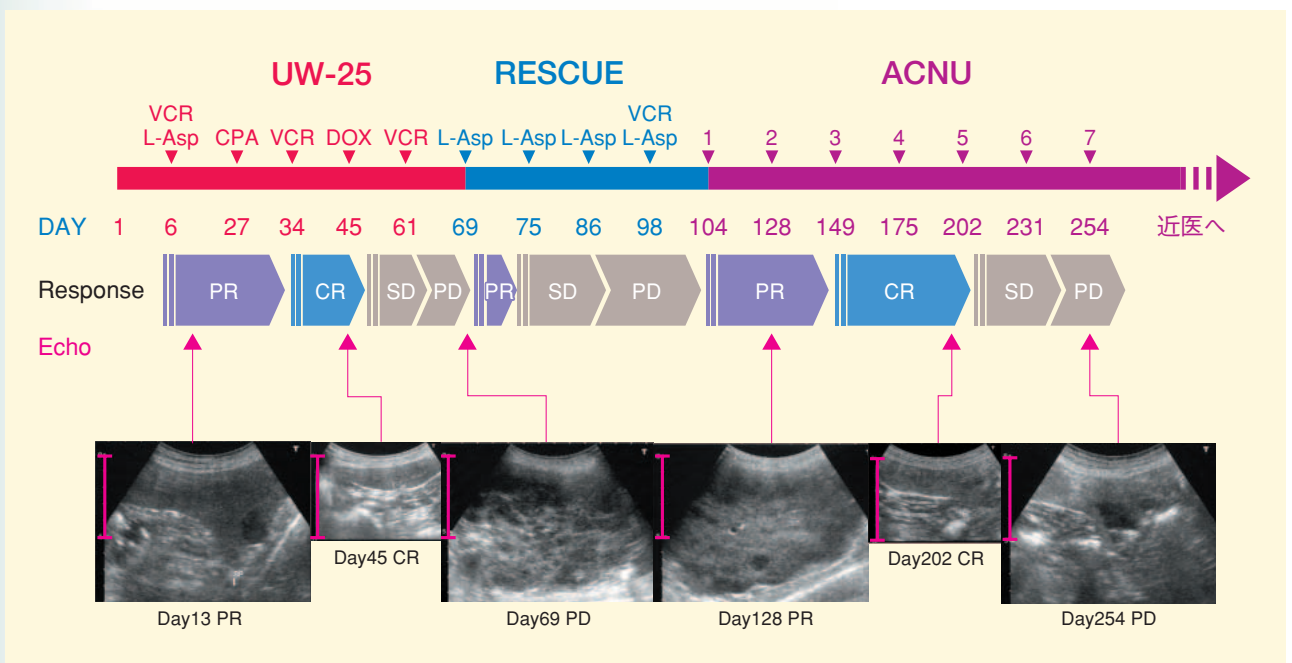 UW-25 RESCUE ACNU
VCR VCR
L-Asp CPA VCR DOX VCR L-Asp L-Asp L-Asp L-Asp 1 2 3 4 5 6 7
DAY 1 6 27 34 45 61 69 75 86 98 104 128 149 175 202 231 254 近医へ
Response PR CR SD PD PR SD PD PR CR SD PD
Echo
Day45 CR Day202 CR
Day13 PR Day69 PD Day128 PR Day254 PD